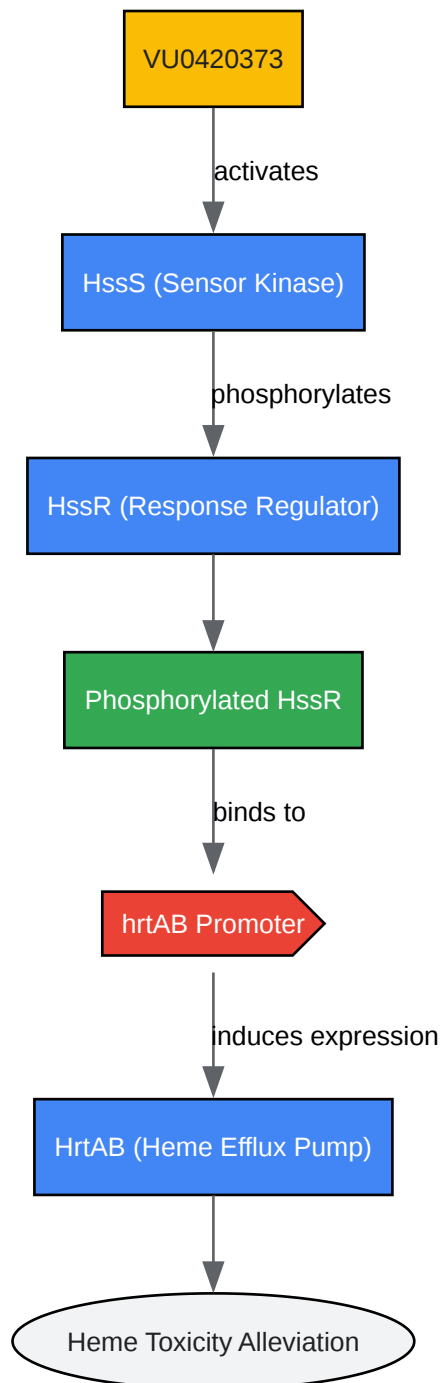 VU0420373
activates
HssS (Sensor Kinase)
phosphorylates
HssR (Response Regulator)
Phosphorylated HssR
binds to
hrtAB Promoter
induces expression
HrtAB (Heme Efflux Pump)
Heme Toxicity Alleviation